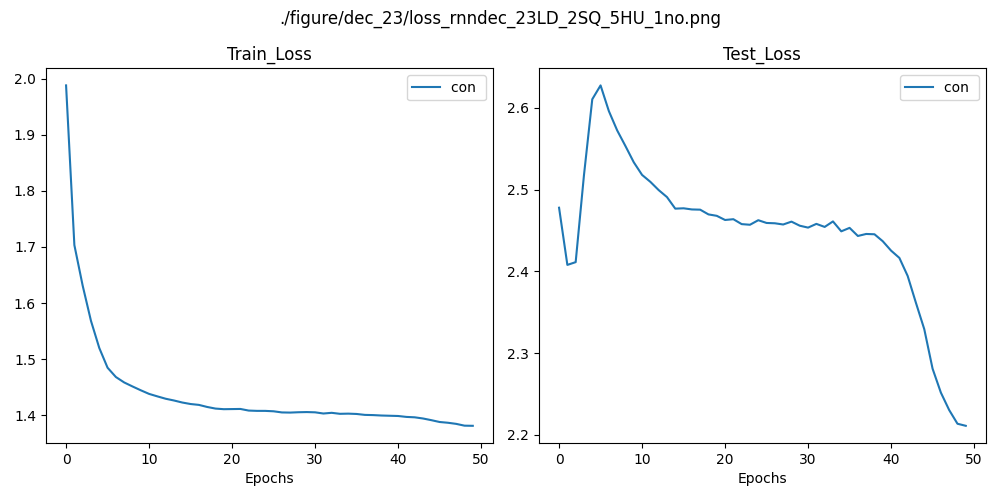 ./figure/dec_23/loss_rnndec_23LD_2SQ_5HU_1no.png
Train_Loss
con
2.0
1.9
1.8
1.7
1.6
1.5
1.4
0 10 20 30 40 50
Epochs
Test_Loss
con
2.6
2.5
2.4
2.3
2.2
0 10 20 30 40 50
Epochs